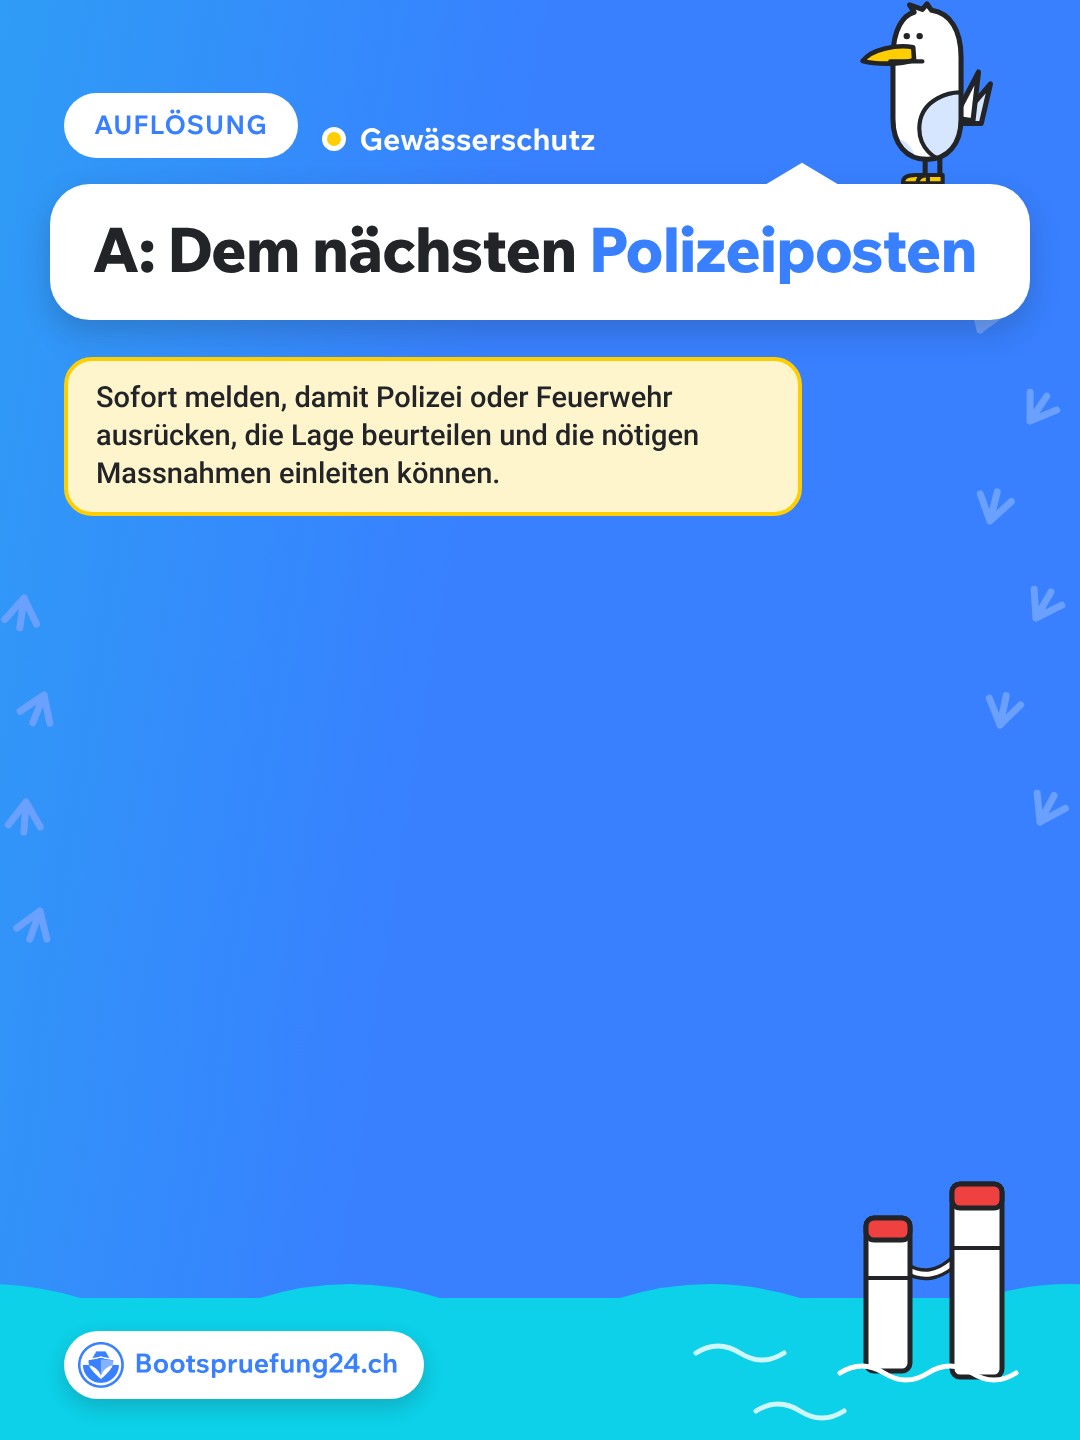 AUFLÖSUNG
Gewässerschutz
A: Dem nächsten Polizeiposten
Sofort melden, damit Polizei oder Feuerwehr
ausrücken, die Lage beurteilen und die nötigen
Massnahmen einleiten können.
Bootspruefung24.ch